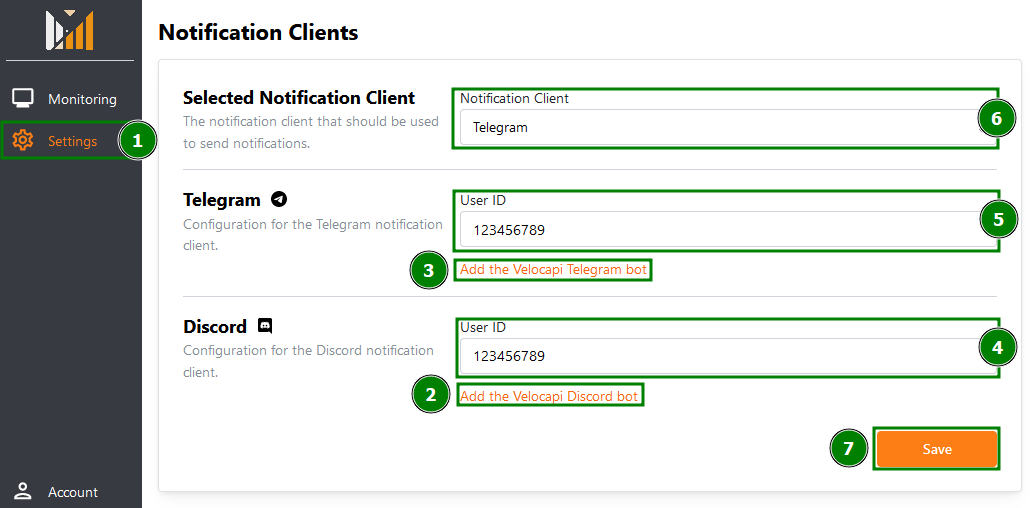 Notification Clients
Monitoring
Settings
1
Account
Selected Notification Client
The notification client that should be used
to send notifications.
Notification Client
Telegram
6
Telegram
Configuration for the Telegram notification
client.
User ID
123456789
5
3
Add the Velocapi Telegram bot
Discord
Configuration for the Discord notification
client.
User ID
123456789
4
2
Add the Velocapi Discord bot
7
Save